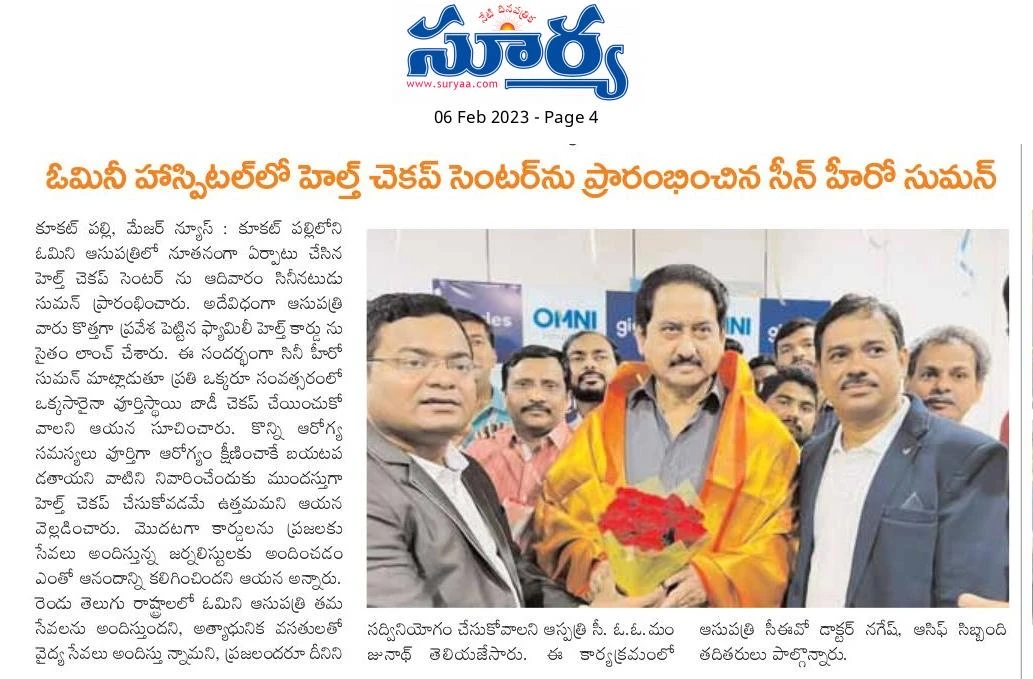 నేటి దినపత్రిక
సూర్య
www.suryaa.com
06 Feb 2023 - Page 4
ఓమినీ హాస్పిటల్‌లో హెల్త్ చెకప్ సెంటర్‌ను ప్రారంభించిన సీన్ హీరో సుమన్
కూకట్ పల్లి, మేజర్ న్యూస్ : కూకట్ పల్లిలోని
ఓమిని ఆసుపత్రిలో నూతనంగా ఏర్పాటు చేసిన
హెల్త్ చెకప్ సెంటర్ ను ఆదివారం సినీనటుడు
సుమన్ ప్రారంభించారు. అదేవిధంగా ఆసుపత్రి
వారు కొత్తగా ప్రవేశ పెట్టిన ఫ్యామిలీ హెల్త్ కార్డు ను
సైతం లాంచ్ చేశారు. ఈ సందర్భంగా సినీ హీరో
సుమన్ మాట్లాడుతూ ప్రతి ఒక్కరూ సంవత్సరంలో
ఒక్కసారైనా పూర్తిస్థాయి బాడీ చెకప్ చేయించుకో
వాలని ఆయన సూచించారు. కొన్ని ఆరోగ్య
సమస్యలు పూర్తిగా ఆరోగ్యం క్షీణించాకే బయటప
డతాయని వాటిని నివారించేందుకు ముందస్తుగా
హెల్త్ చెకప్ చేసుకోవడమే ఉత్తమమని ఆయన
వెల్లడించారు. మొదటగా కార్డులను ప్రజలకు
సేవలు అందిస్తున్న జర్నలిస్టులకు అందించడం
ఎంతో ఆనందాన్ని కలిగించిందని ఆయన అన్నారు.
రెండు తెలుగు రాష్ట్రాలలో ఓమిని ఆసుపత్రి తమ
సేవలను అందిస్తుందని, అత్యాధునిక వసతులతో
వైద్య సేవలు అందిస్తు న్నామని, ప్రజలందరూ దీనిని
OMNI
సద్వినియోగం చేసుకోవాలని ఆస్పత్రి సీ. ఓ.ఓ. మం
జునాథ్ తెలియజేసారు. ఈ కార్యక్రమంలో
ఆసుపత్రి సీఈవో డాక్టర్ నగేష్, ఆసిఫ్ సిబ్బంది
తదితరులు పాల్గొన్నారు.